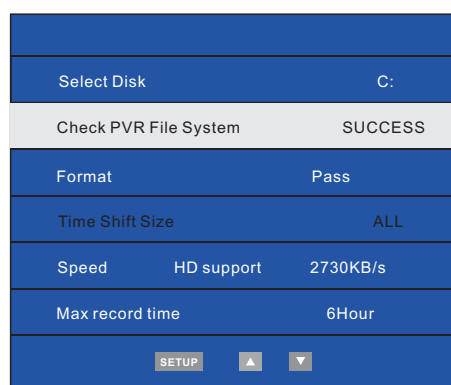 Select Disk C:
Check PVR File System SUCCESS
Format Pass
Time Shift Size ALL
Speed HD support 2730KB/s
Max record time 6Hour
SETUP